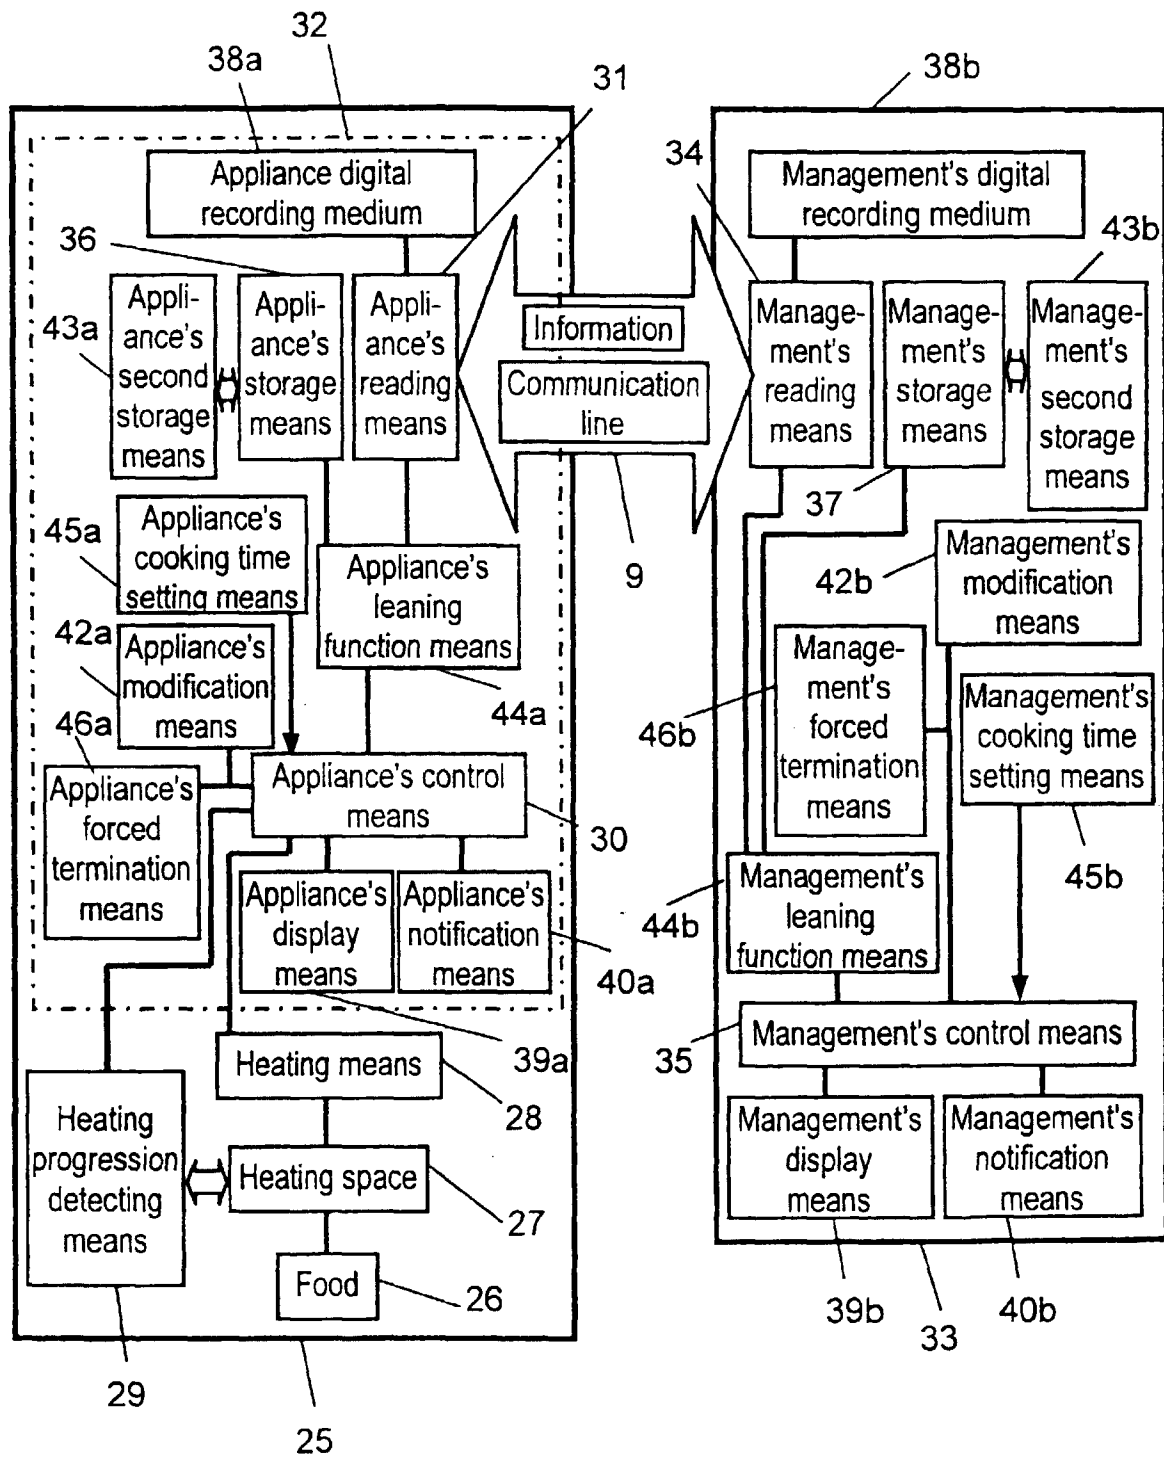 32
38a
31
38b
Appliance digital
recording medium
34
Management's digital
recording medium
36
43b
43a
Appli-
ance's
second
storage
means
Appli-
ance's
storage
means
Appli-
ance's
reading
means
Information
Communication
line
Manage-
ment's
reading
means
Manage-
ment's
storage
means
Manage-
ment's
second
storage
means
37
9
45a
Appliance's
cooking time
setting means
Appliance's
leaning
function means
44a
42a
Appliance's
modification
means
46a
Appliance's
forced
termination
means
Appliance's control
means
30
Appliance's
display
means
Appliance's
notification
means
40a
39a
Heating means
28
Heating
progression
detecting
means
Heating space
27
Food
26
29
25
42b
Management's
modification
means
46b
Manage-
ment's
forced
termination
means
Management's
cooking time
setting means
45b
44b
Management's
leaning
function means
35
Management's control means
Management's
display
means
Management's
notification
means
39b
40b
33